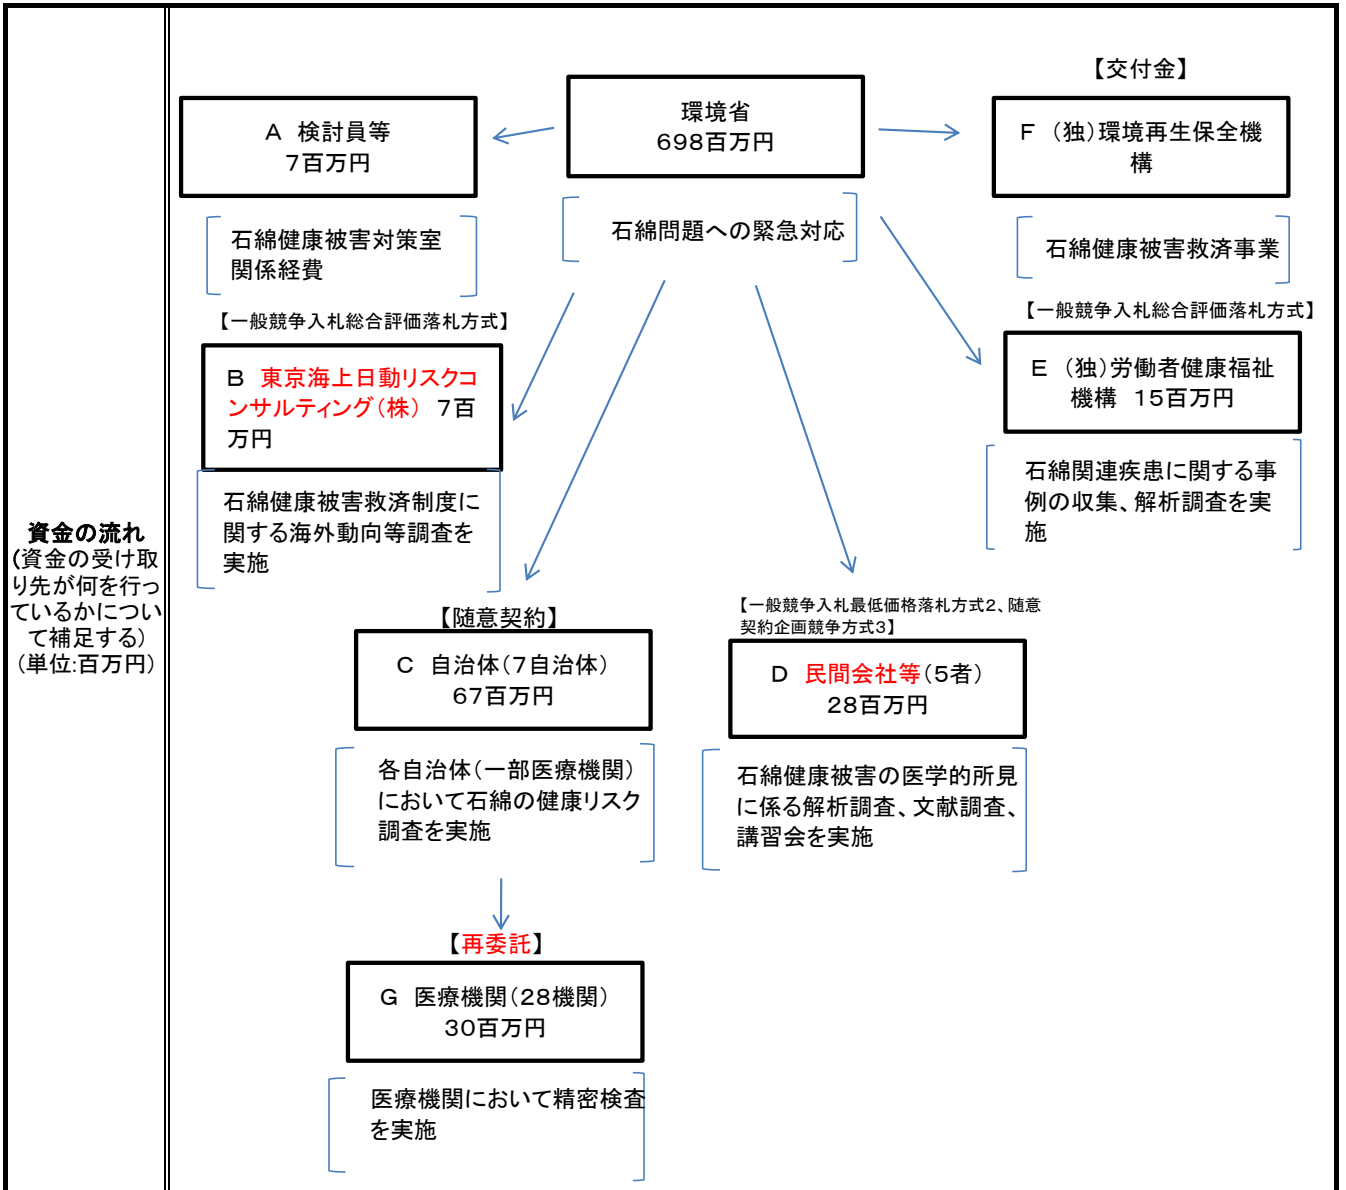 資金の流れ
(資金の受け取
り先が何を行っ
ているかについ
て補足する)
(単位:百万円)
環境省
698百万円
石綿問題への緊急対応
A 検討員等
7百万円
石綿健康被害対策室
関係経費
【一般競争入札総合評価落札方式】
B 東京海上日動リスクコ
ンサルティング(株) 7百
万円
石綿健康被害救済制度に
関する海外動向等調査を
実施
【随意契約】
C 自治体(7自治体)
67百万円
各自治体(一部医療機関)
において石綿の健康リスク
調査を実施
【再委託】
G 医療機関(28機関)
30百万円
医療機関において精密検査
を実施
【一般競争入札最低価格落札方式2、随意
契約企画競争方式3】
D 民間会社等(5者)
28百万円
石綿健康被害の医学的所見
に係る解析調査、文献調査、
講習会を実施
【交付金】
F (独)環境再生保全機
構
石綿健康被害救済事業
【一般競争入札総合評価落札方式】
E (独)労働者健康福祉
機構 15百万円
石綿関連疾患に関する事
例の収集、解析調査を実
施